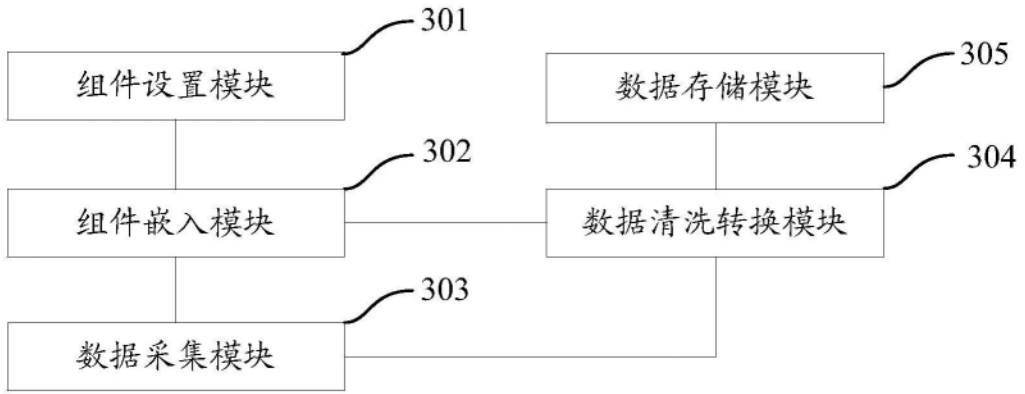 301
组件设置模块
305
数据存储模块
302
组件嵌入模块
304
数据清洗转换模块
303
数据采集模块